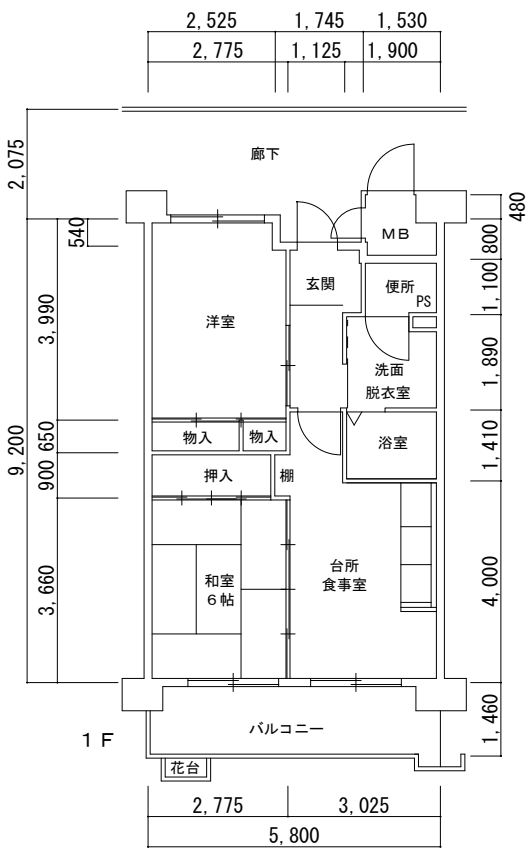 2,525 1,745 1,530
2,775 1,125 1,900
2,075
廊下
480
540
MB
800
玄関
便所
PS
1,100
3,990
洋室
洗面
脱衣室
1,890
9,200
650
物入 物入
浴室
1,410
900
押入
棚
和室
6帖
台所
食事室
3,660
4,000
1F
バルコニー
1,460
花台
2,775 3,025
5,800